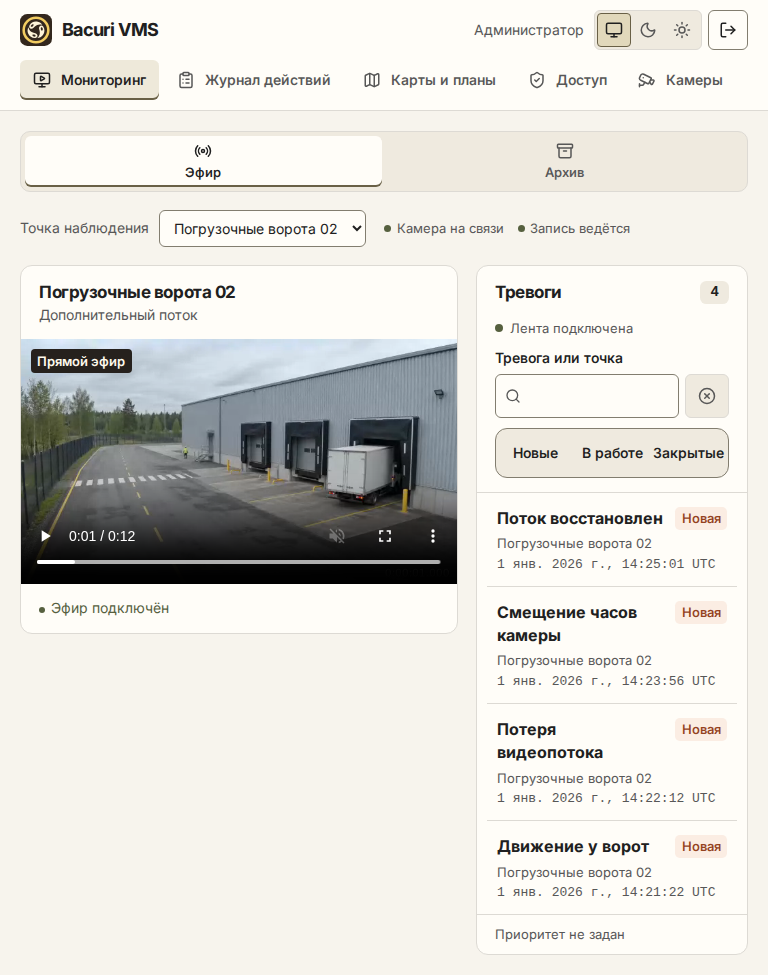 Bacuri VMS
Администратор
Мониторинг
Журнал действий
Карты и планы
Доступ
Камеры
Эфир
Архив
Точка наблюдения
Погрузочные ворота 02
Камера на связи
Запись ведётся
Погрузочные ворота 02
Дополнительный поток
Прямой эфир
0:01 / 0:12
Эфир подключён
Тревоги
4
Лента подключена
Тревога или точка
Новые
В работе
Закрытые
Поток восстановлен
Новая
Погрузочные ворота 02
1 янв. 2026 г., 14:25:01 UTC
Смещение часов
камеры
Новая
Погрузочные ворота 02
1 янв. 2026 г., 14:23:56 UTC
Потеря
видеопотока
Новая
Погрузочные ворота 02
1 янв. 2026 г., 14:22:12 UTC
Движение у ворот
Новая
Погрузочные ворота 02
1 янв. 2026 г., 14:21:22 UTC
Приоритет не задан